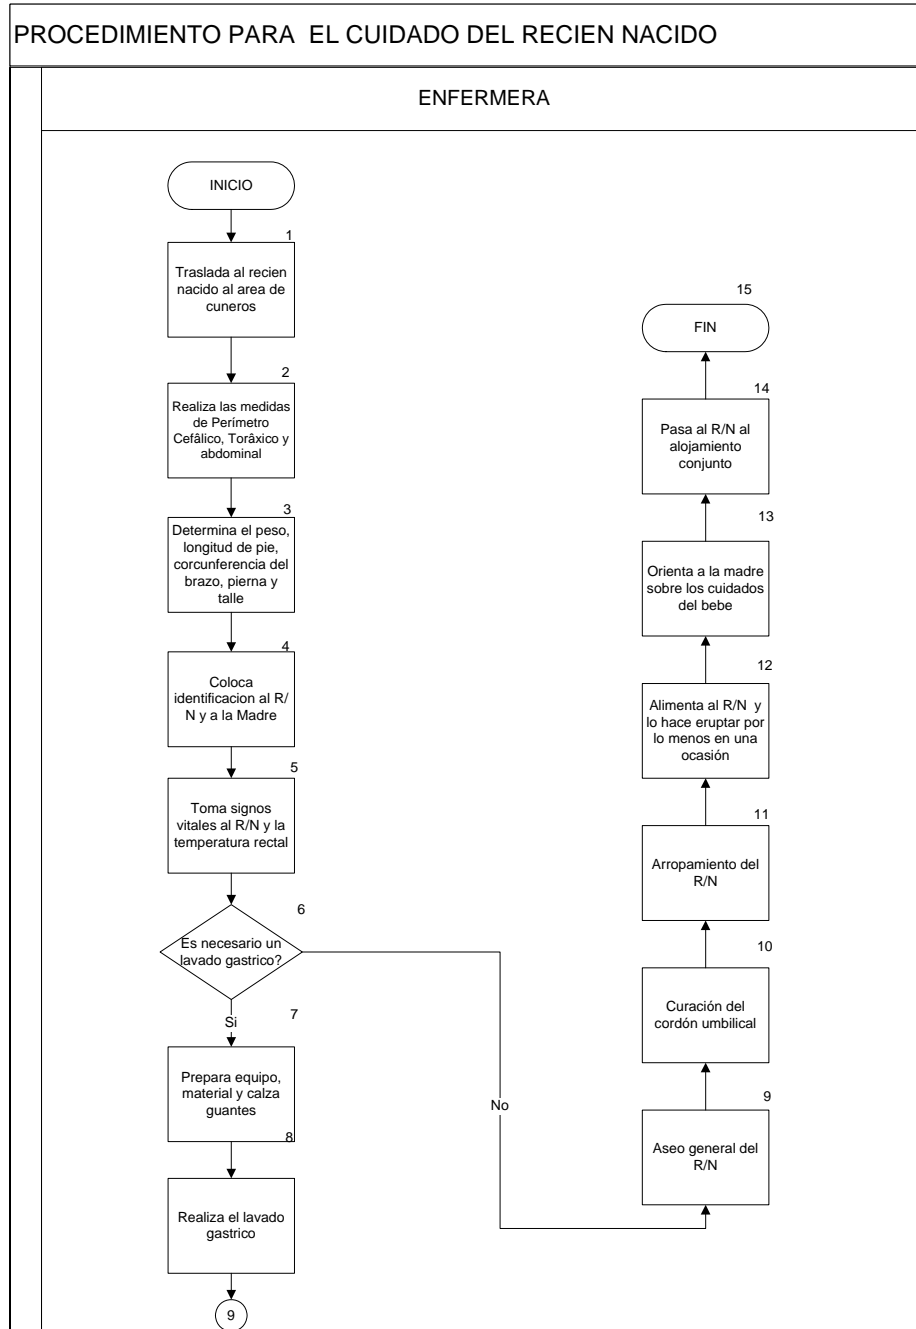 PROCEDIMIENTO PARA  EL CUIDADO DEL RECIEN NACIDO
ENFERMERA
INICIO
1
Traslada al recien
nacido al area de
cuneros
2
Realiza las medidas
de Perímetro
Cefâlico, Torâxico y
abdominal
3
Determina el peso,
longitud de pie,
corcunferencia del
brazo, pierna y
talle
4
Coloca
identificacion al R/
N y a la Madre
5
Toma signos
vitales al R/N y la
temperatura rectal
6
Es necesario un
lavado gastrico?
Si
7
Prepara equipo,
material y calza
guantes
8
Realiza el lavado
gastrico
9
No
9
Aseo general del
R/N
10
Curación del
cordón umbilical
11
Arropamiento del
R/N
12
Alimenta al R/N  y
lo hace eruptar por
lo menos en una
ocasión
13
Orienta a la madre
sobre los cuidados
del bebe
14
Pasa al R/N al
alojamiento
conjunto
15
FIN